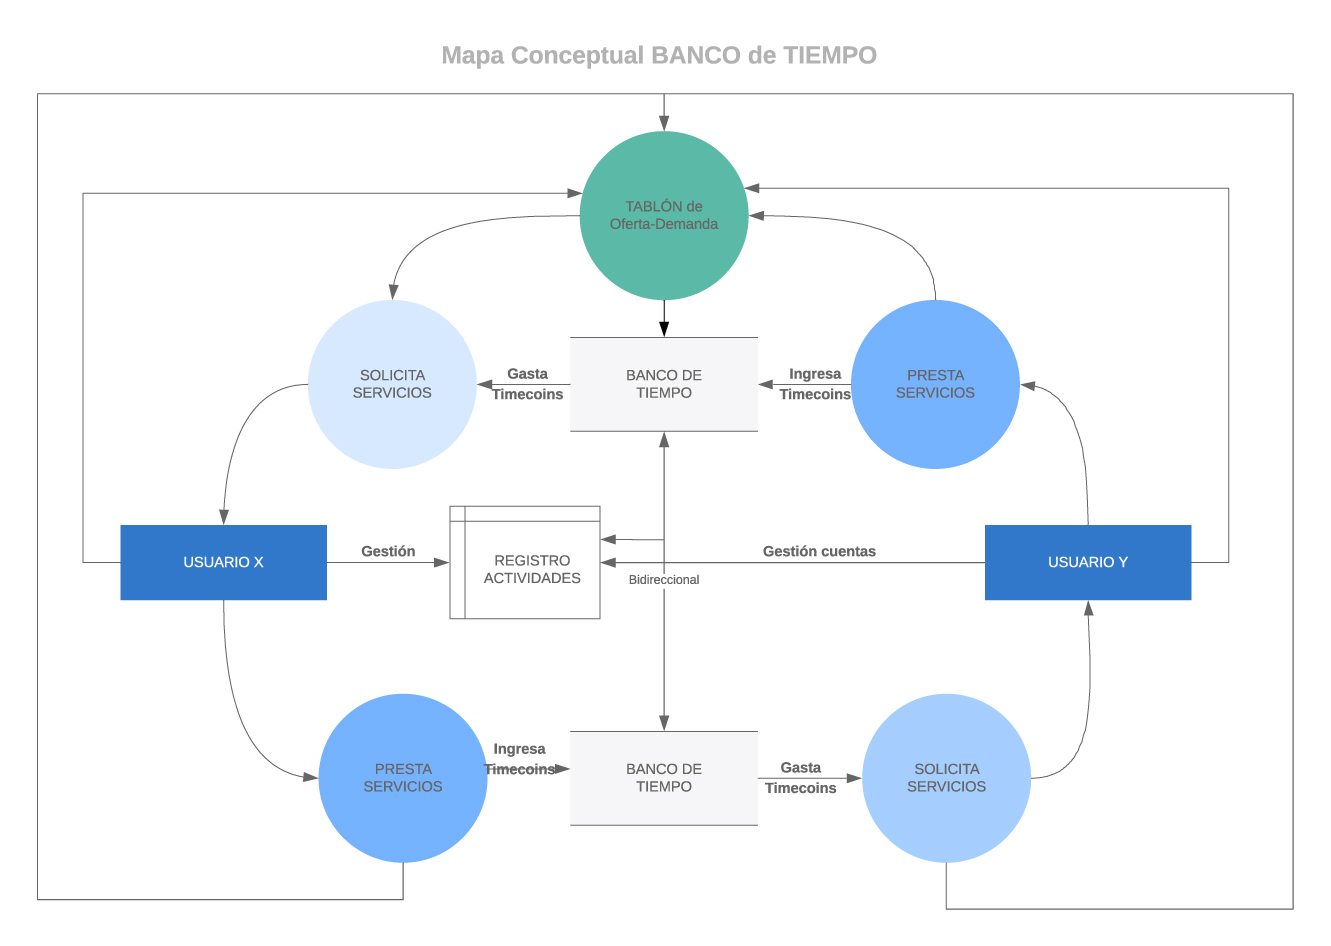 Mapa Conceptual BANCO de TIEMPO
TABLÓN de
Oferta-Demanda
SOLICITA
SERVICIOS
Gasta
Timecoins
BANCO DE
TIEMPO
Ingresa
Timecoins
PRESTA
SERVICIOS
USUARIO X
Gestión
REGISTRO
ACTIVIDADES
Gestión cuentas
Bidireccional
USUARIO Y
PRESTA
SERVICIOS
Ingresa
Timecoins
BANCO DE
TIEMPO
Gasta
Timecoins
SOLICITA
SERVICIOS